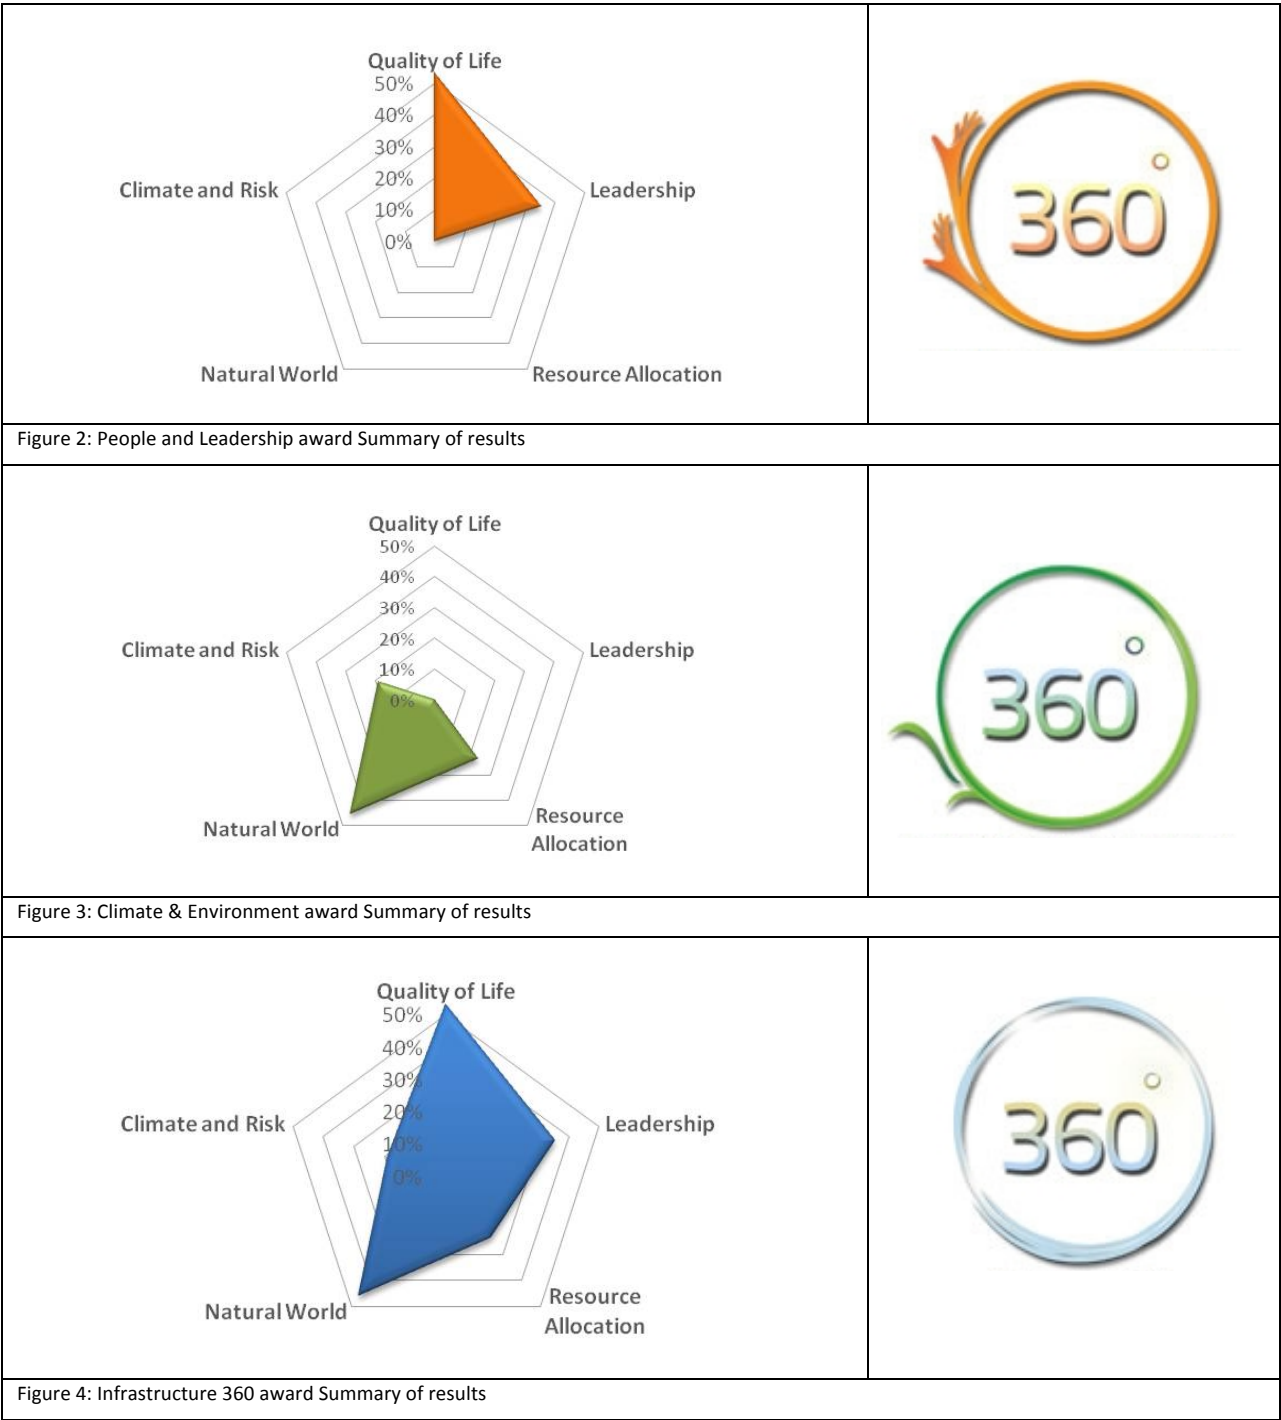 Quality of Life
50%
40%
30%
20%
10%
0%
Climate and Risk
Leadership
Natural World
Resource Allocation
360°
Figure 2: People and Leadership award Summary of results
Quality of Life
50%
40%
30%
20%
10%
0%
Climate and Risk
Leadership
Natural World
Resource
Allocation
360°
Figure 3: Climate & Environment award Summary of results
Quality of Life
50%
40%
30%
20%
10%
0%
Climate and Risk
Leadership
Natural World
Resource
Allocation
360°
Figure 4: Infrastructure 360 award Summary of results